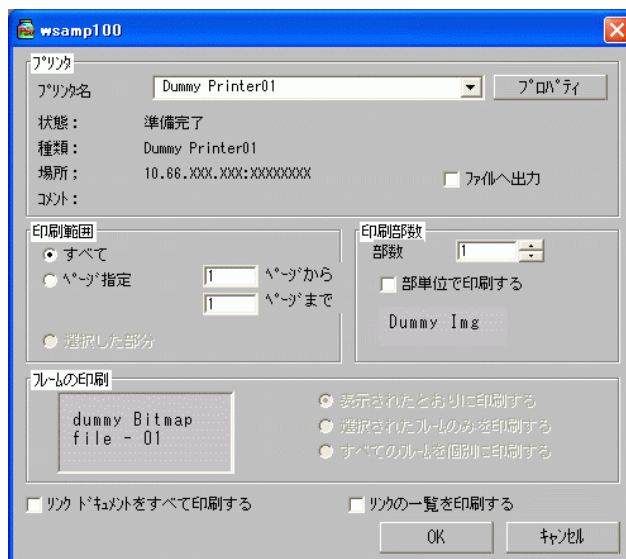 wsamp100
ﾌﾟﾘﾝﾀ
ﾌﾟﾘﾝﾀ名 Dummy Printer01 ﾌﾟﾛﾊﾟﾃｨ
状態： 準備完了
種類： Dummy Printer01
場所： 10.66.XXX.XXX:XXXXXXXX ﾌｧｲﾙへ出力
ｺﾒﾝﾄ：
印刷範囲
すべて
ﾍﾟｰｼﾞ指定 1 ﾍﾟｰｼﾞから
1 ﾍﾟｰｼﾞまで
選択した部分
印刷部数
部数 1
部単位で印刷する
Dummy Img
ﾌﾚｰﾑの印刷
dummy Bitmap
file - 01
表示されたとおりに印刷する
選択されたﾌﾚｰﾑのみを印刷する
すべてのﾌﾚｰﾑを個別に印刷する
ﾘﾝｸ ﾄﾞｷｭﾒﾝﾄをすべて印刷する ﾘﾝｸの一覧を印刷する
OK ｷｬﾝｾﾙ